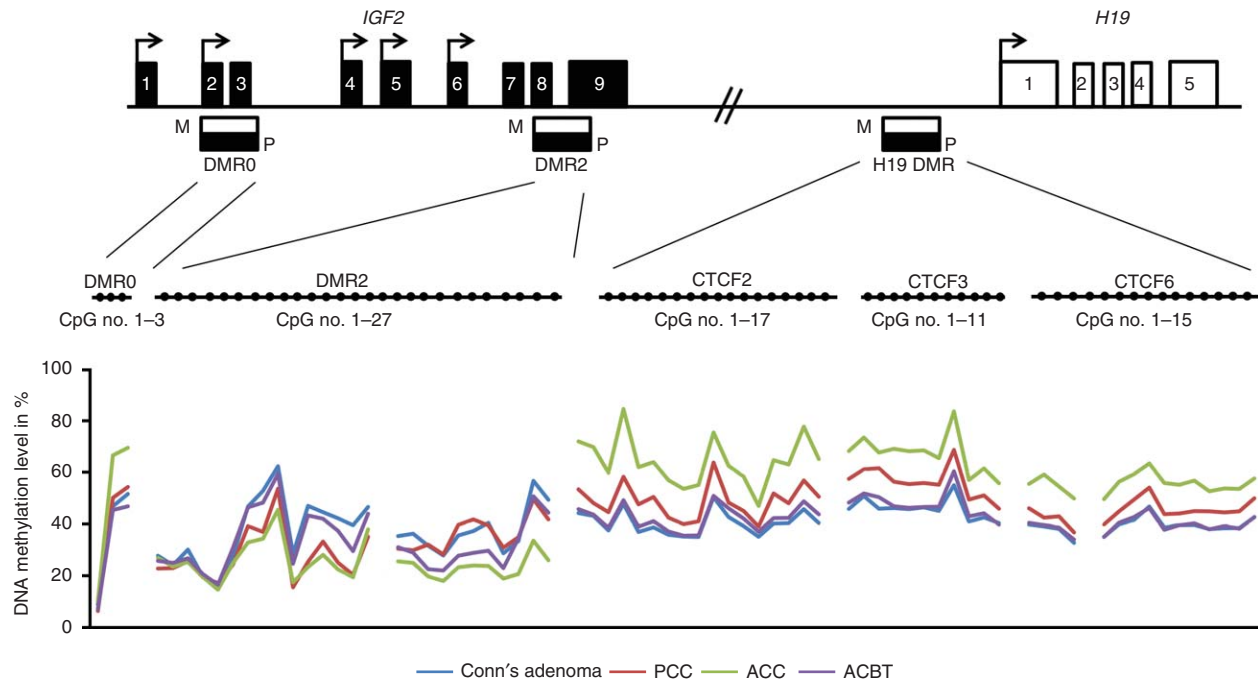 IGF2 H19
1 2 3 4 5 6 7 8 9 1 2 3 4 5
M P M P M P
DMR0 DMR2 H19 DMR
DMR0 DMR2 CTCF2 CTCF3 CTCF6
CpG no. 1–3 CpG no. 1–27 CpG no. 1–17 CpG no. 1–11 CpG no. 1–15
DNA methylation level in %
100
80
60
40
20
0
Conn's adenoma PCC ACC ACBT